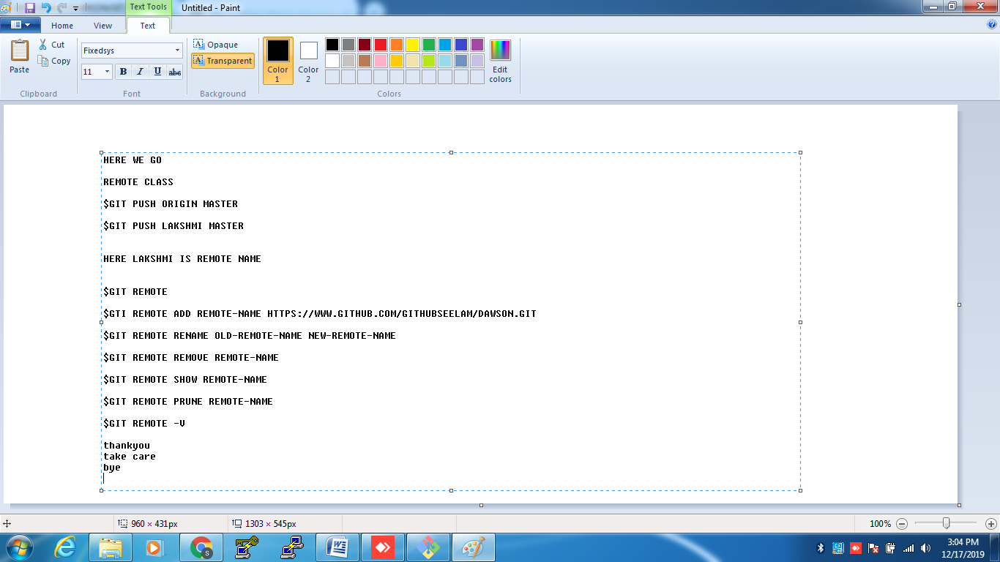 Text Tools
Untitled - Paint
Home
View
Text
Paste
Cut
Copy
Clipboard
Fixedsys
11
B I U abc
Font
Opaque
Transparent
Background
Color 1
Color 2
Edit colors
Colors
HERE WE GO
REMOTE CLASS
$GIT PUSH ORIGIN MASTER
$GIT PUSH LAKSHMI MASTER
HERE LAKSHMI IS REMOTE NAME
$GIT REMOTE
$GTI REMOTE ADD REMOTE-NAME HTTPS://WWW.GITHUB.COM/GITHUBSEELAM/DAWSON.GIT
$GIT REMOTE RENAME OLD-REMOTE-NAME NEW-REMOTE-NAME
$GIT REMOTE REMOVE REMOTE-NAME
$GIT REMOTE SHOW REMOTE-NAME
$GIT REMOTE PRUNE REMOTE-NAME
$GIT REMOTE -V
thankyou
take care
bye
960 × 431px
1303 × 545px
100%
3:04 PM
12/17/2019